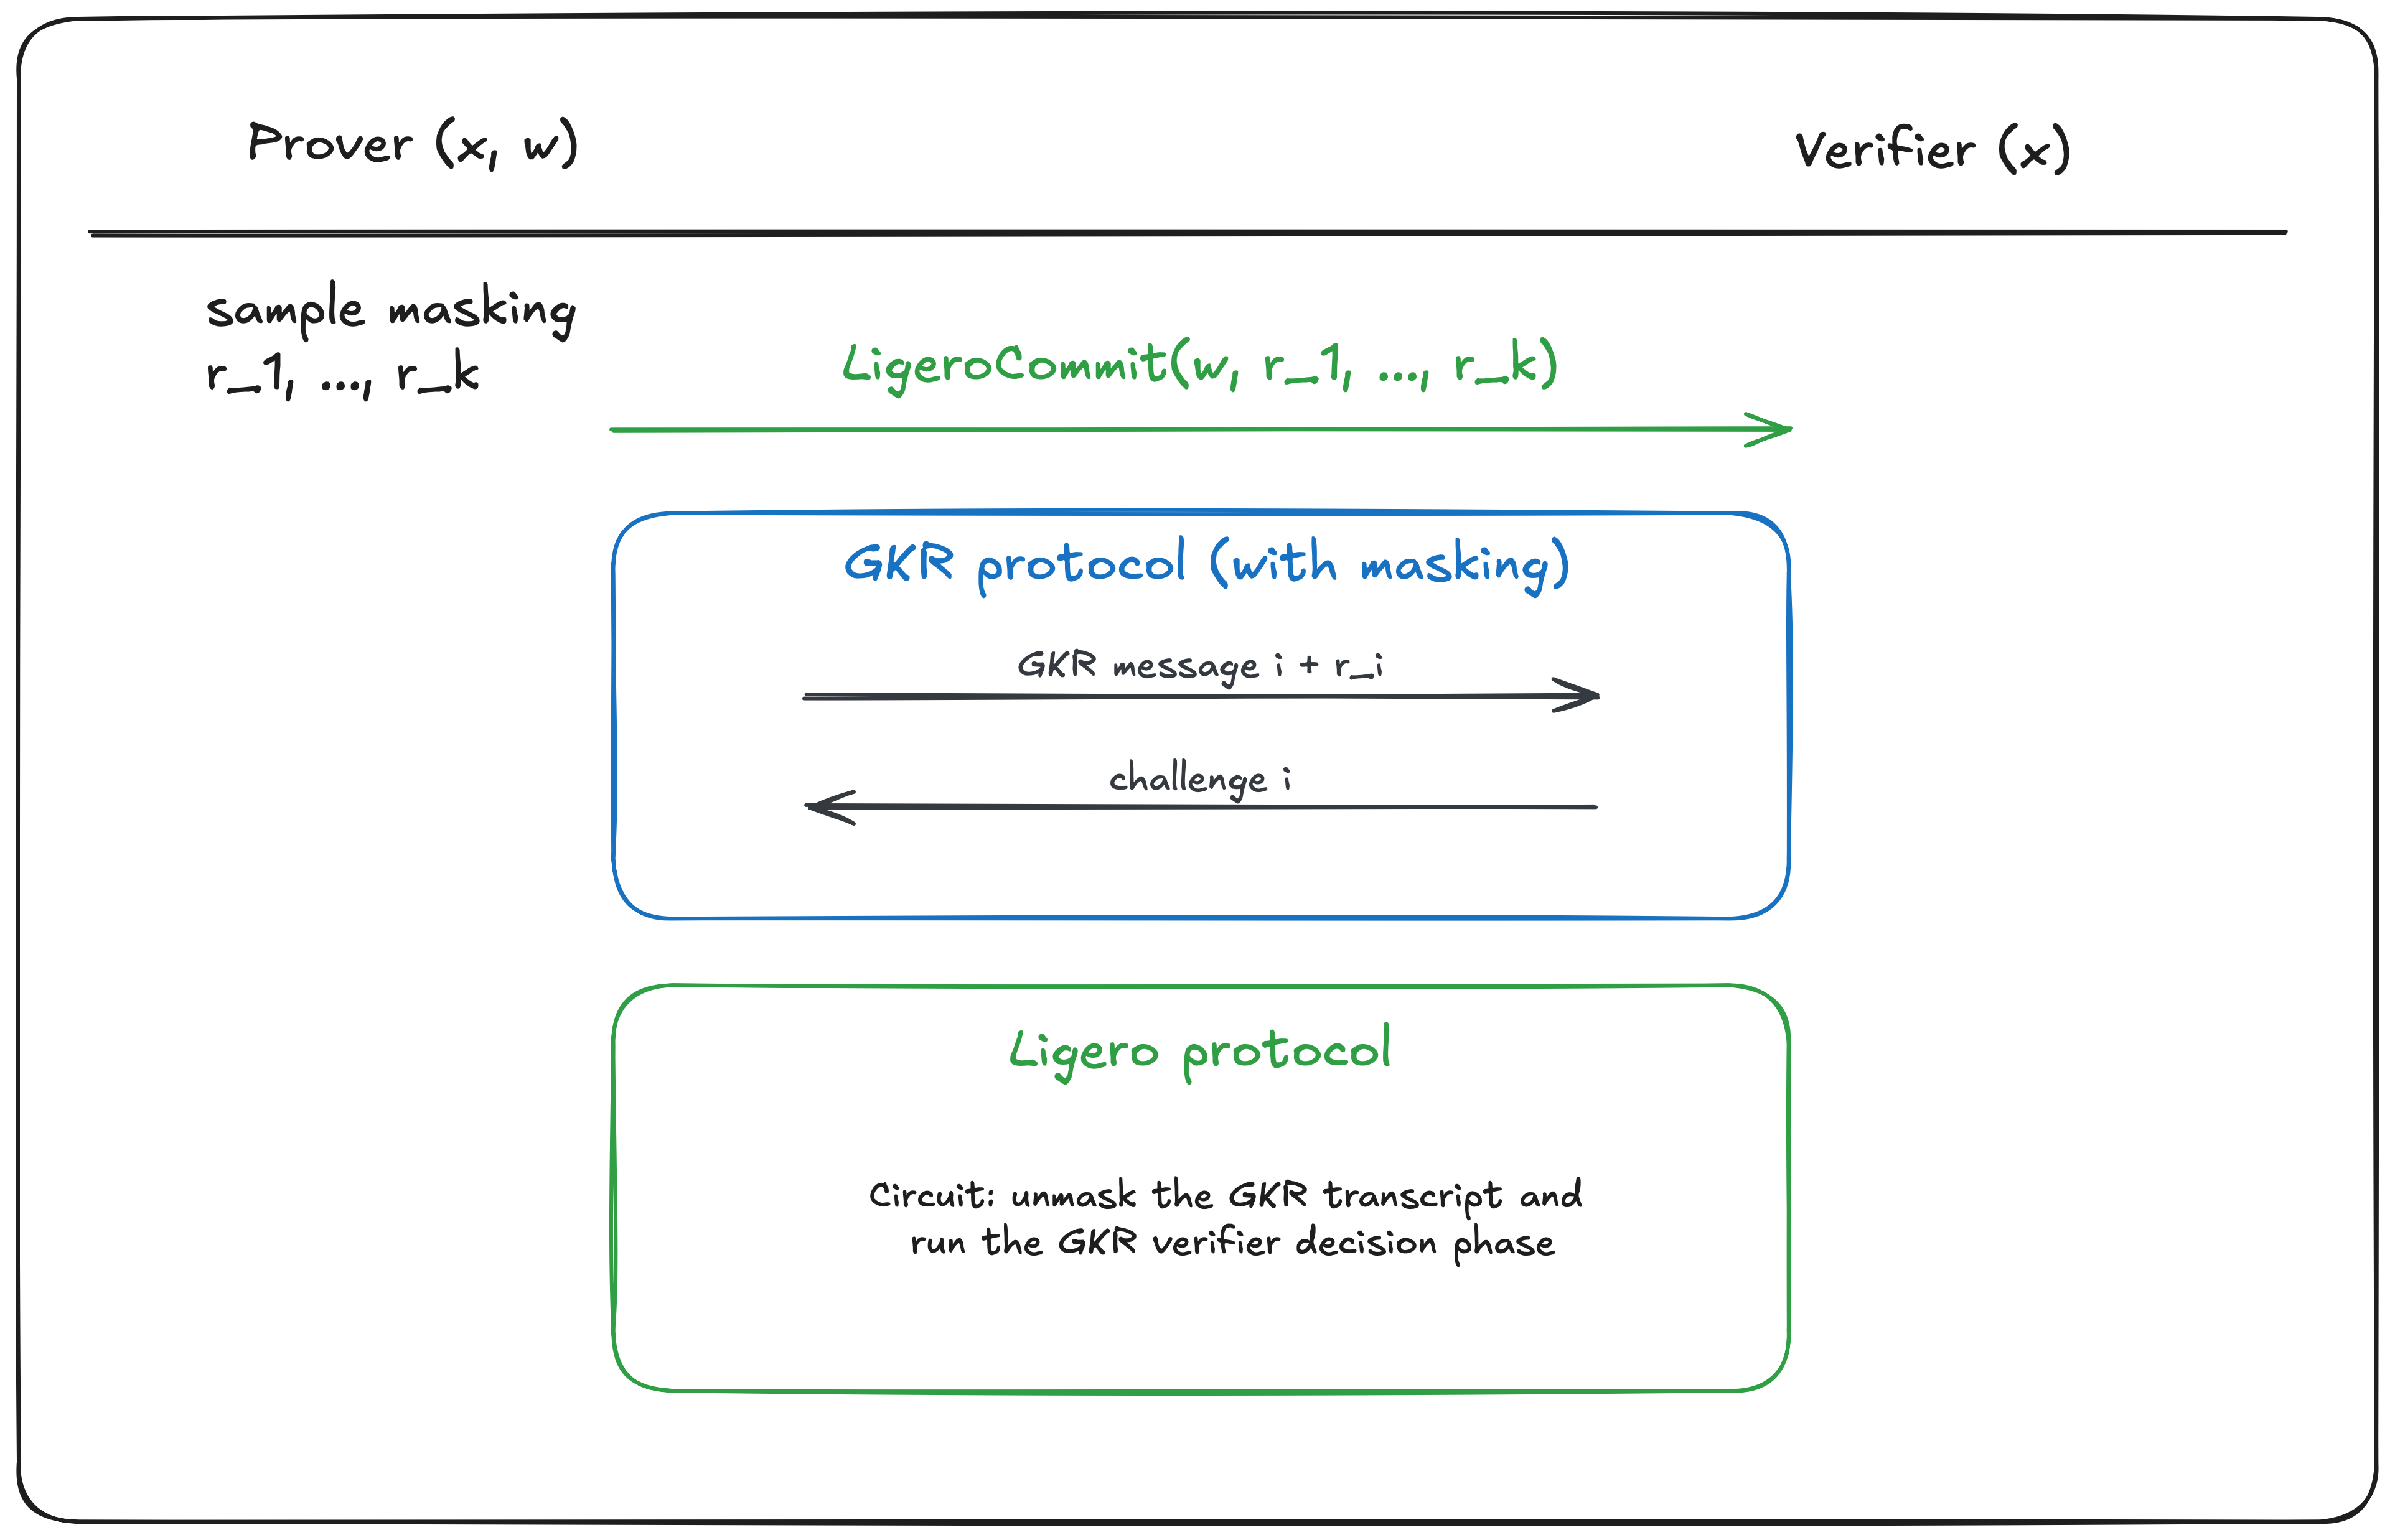 Prover (x, w)
Verifier (x)
sample masking
r_1, ..., r_k
LigeroCommit(w, r_1, ..., r_k)
GKR protocol (with masking)
GKR message i + r_i
challenge i
Ligero protocol
Circuit: unmask the GKR transcript and
run the GKR verifier decision phase